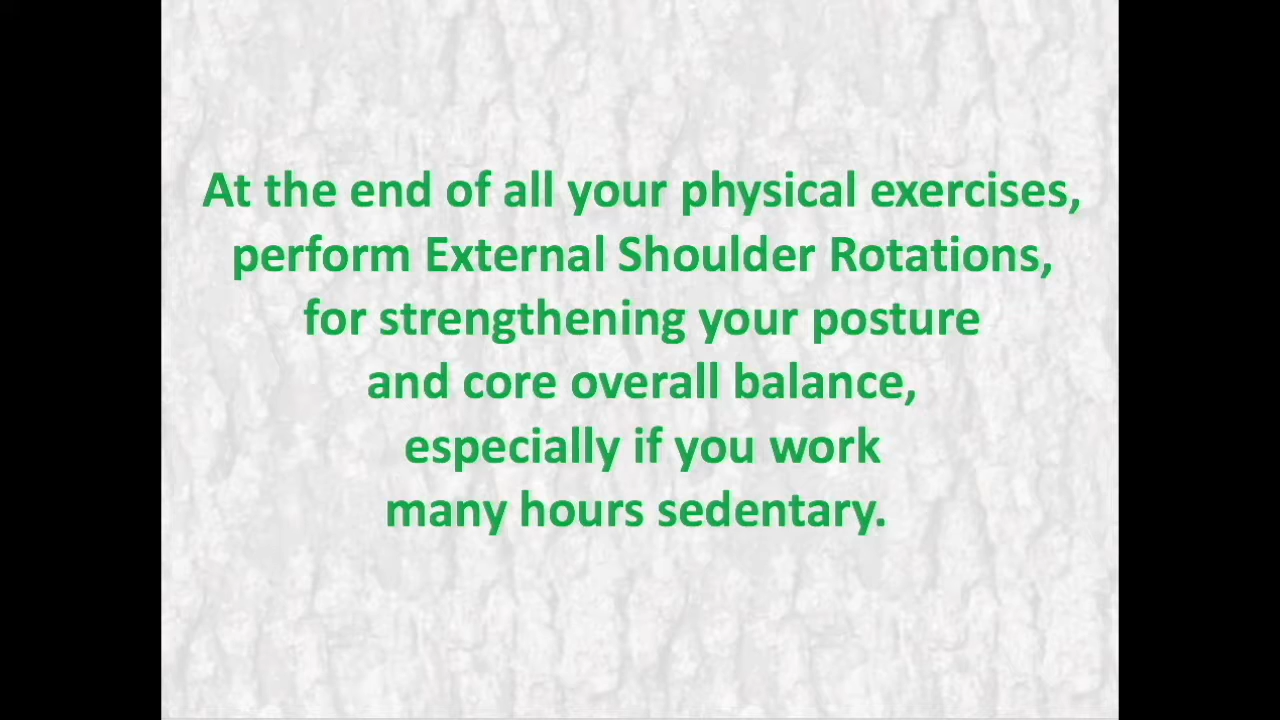 At the end of all your physical exercises,
perform External Shoulder Rotations,
for strengthening your posture
and core overall balance,
especially if you work
many hours sedentary.